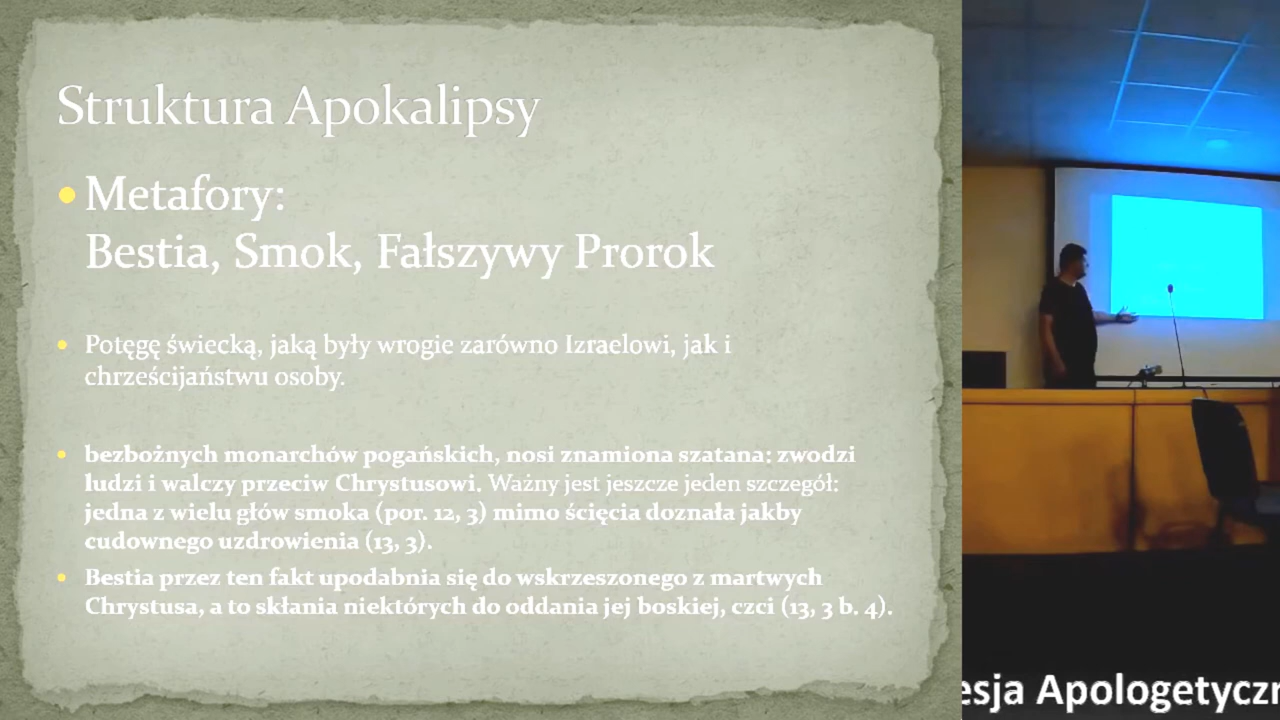 Struktura Apokalipsy
Metafory:
Bestia, Smok, Fałszywy Prorok
Potęgę świecką, jaką były wrogie zarówno Izraelowi, jak i
chrześcijaństwu osoby.
bezbożnych monarchów pogańskich, nosi znamiona szatana: zwodzi
ludzi i walczy przeciw Chrystusowi. Ważny jest jeszcze jeden szczegół:
jedna z wielu głów smoka (por. 12, 3) mimo ścięcia doznała jakby
cudownego uzdrowienia (13, 3).
Bestia przez ten fakt upodabnia się do wskrzeszonego z martwych
Chrystusa, a to skłania niektórych do oddania jej boskiej, czci (13, 3 b. 4).
esja Apologetyczn